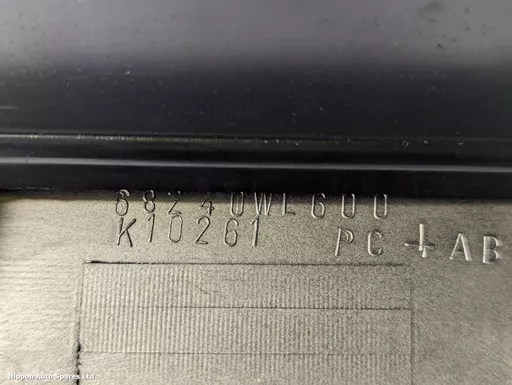 68240WL600
K10261 PC+AB
Nippon Auto Spares Ltd